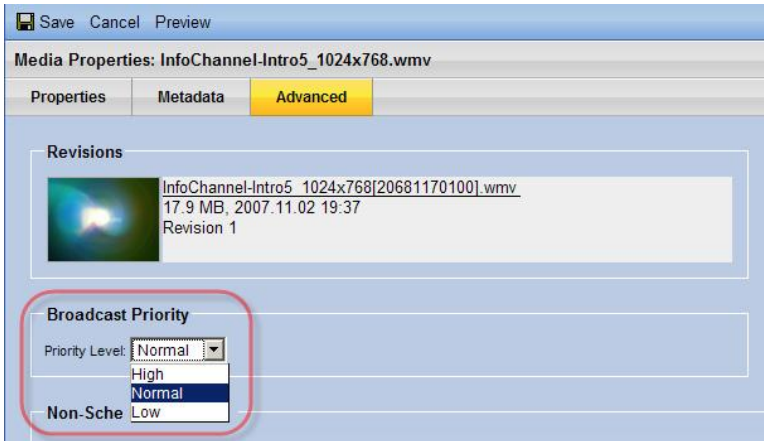 Save Cancel Preview
Media Properties: InfoChannel-Intro5_1024x768.wmv
Properties Metadata Advanced
Revisions
InfoChannel-Intro5_1024x768[20681170100].wmv
17.9 MB, 2007.11.02 19:37
Revision 1
Broadcast Priority
Priority Level: Normal
High
Normal
Low
Non-Sche